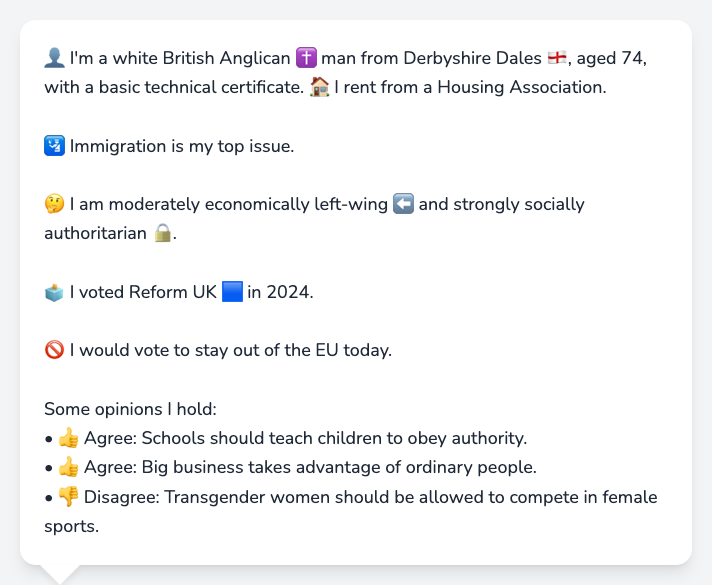 👤 I'm a white British Anglican ✝️ man from Derbyshire Dales 🏴󠁧󠁢󠁥󠁮󠁧󠁿, aged 74,
with a basic technical certificate. 🏠 I rent from a Housing Association.
🛂 Immigration is my top issue.
🤔 I am moderately economically left-wing ⬅️ and strongly socially
authoritarian 🔒.
🗳️ I voted Reform UK 🟦 in 2024.
🚫 I would vote to stay out of the EU today.
Some opinions I hold:
• 👍 Agree: Schools should teach children to obey authority.
• 👍 Agree: Big business takes advantage of ordinary people.
• 👎 Disagree: Transgender women should be allowed to compete in female
sports.